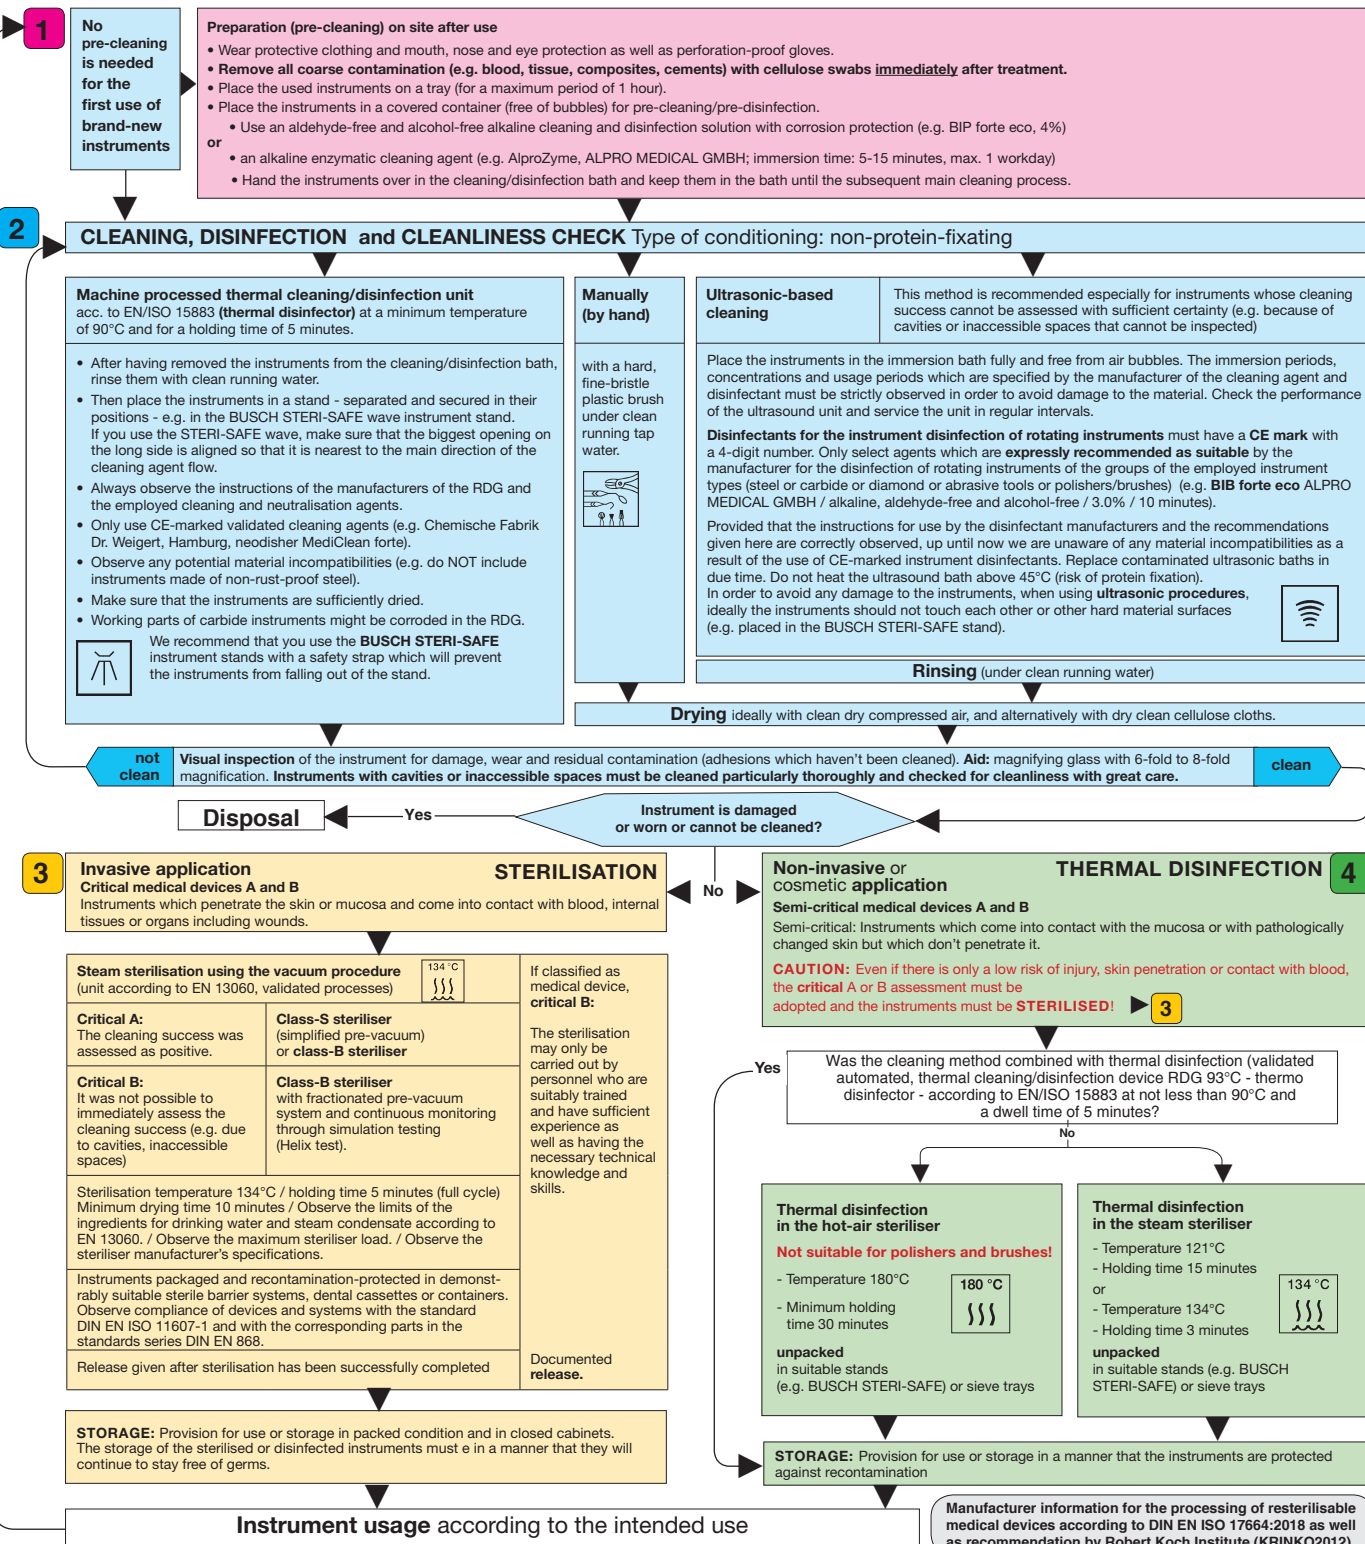 1
No
pre-cleaning
is needed
for the
first use of
brand-new
instruments
Preparation (pre-cleaning) on site after use
• Wear protective clothing and mouth, nose and eye protection as well as perforation-proof gloves.
• Remove all coarse contamination (e.g. blood, tissue, composites, cements) with cellulose swabs immediately after treatment.
• Place the used instruments on a tray (for a maximum period of 1 hour).
• Place the instruments in a covered container (free of bubbles) for pre-cleaning/pre-disinfection.
• Use an aldehyde-free and alcohol-free alkaline cleaning and disinfection solution with corrosion protection (e.g. BIP forte eco, 4%)
or
• an alkaline enzymatic cleaning agent (e.g. AlproZyme, ALPRO MEDICAL GMBH; immersion time: 5-15 minutes, max. 1 workday)
• Hand the instruments over in the cleaning/disinfection bath and keep them in the bath until the subsequent main cleaning process.
2
CLEANING, DISINFECTION and CLEANLINESS CHECK Type of conditioning: non-protein-fixating
Machine processed thermal cleaning/disinfection unit
acc. to EN/ISO 15883 (thermal disinfector) at a minimum temperature
of 90°C and for a holding time of 5 minutes.
• After having removed the instruments from the cleaning/disinfection bath,
rinse them with clean running water.
• Then place the instruments in a stand - separated and secured in their
positions - e.g. in the BUSCH STERI-SAFE wave instrument stand.
If you use the STERI-SAFE wave, make sure that the biggest opening on
the long side is aligned so that it is nearest to the main direction of the
cleaning agent flow.
• Always observe the instructions of the manufacturers of the RDG and
the employed cleaning and neutralisation agents.
• Only use CE-marked validated cleaning agents (e.g. Chemische Fabrik
Dr. Weigert, Hamburg, neodisher MediClean forte).
• Observe any potential material incompatibilities (e.g. do NOT include
instruments made of non-rust-proof steel).
• Make sure that the instruments are sufficiently dried.
• Working parts of carbide instruments might be corroded in the RDG.
We recommend that you use the BUSCH STERI-SAFE
instrument stands with a safety strap which will prevent
the instruments from falling out of the stand.
Manually
(by hand)
with a hard,
fine-bristle
plastic brush
under clean
running tap
water.
Ultrasonic-based
cleaning
This method is recommended especially for instruments whose cleaning
success cannot be assessed with sufficient certainty (e.g. because of
cavities or inaccessible spaces that cannot be inspected)
Place the instruments in the immersion bath fully and free from air bubbles. The immersion periods,
concentrations and usage periods which are specified by the manufacturer of the cleaning agent and
disinfectant must be strictly observed in order to avoid damage to the material. Check the performance
of the ultrasound unit and service the unit in regular intervals.
Disinfectants for the instrument disinfection of rotating instruments must have a CE mark with
a 4-digit number. Only select agents which are expressly recommended as suitable by the
manufacturer for the disinfection of rotating instruments of the groups of the employed instrument
types (steel or carbide or diamond or abrasive tools or polishers/brushes) (e.g. BIB forte eco ALPRO
MEDICAL GMBH / alkaline, aldehyde-free and alcohol-free / 3.0% / 10 minutes).
Provided that the instructions for use by the disinfectant manufacturers and the recommendations
given here are correctly observed, up until now we are unaware of any material incompatibilities as a
result of the use of CE-marked instrument disinfectants. Replace contaminated ultrasonic baths in
due time. Do not heat the ultrasound bath above 45°C (risk of protein fixation).
In order to avoid any damage to the instruments, when using ultrasonic procedures,
ideally the instruments should not touch each other or other hard material surfaces
(e.g. placed in the BUSCH STERI-SAFE stand).
Rinsing (under clean running water)
Drying ideally with clean dry compressed air, and alternatively with dry clean cellulose cloths.
not
clean
Visual inspection of the instrument for damage, wear and residual contamination (adhesions which haven't been cleaned). Aid: magnifying glass with 6-fold to 8-fold
magnification. Instruments with cavities or inaccessible spaces must be cleaned particularly thoroughly and checked for cleanliness with great care.
clean
Disposal
Yes
Instrument is damaged
or worn or cannot be cleaned?
No
3
Invasive application
STERILISATION
Critical medical devices A and B
Instruments which penetrate the skin or mucosa and come into contact with blood, internal
tissues or organs including wounds.
Steam sterilisation using the vacuum procedure
(unit according to EN 13060, validated processes)
134 °C
Critical A:
The cleaning success was
assessed as positive.
Class-S steriliser
(simplified pre-vacuum)
or class-B steriliser
Critical B:
It was not possible to
immediately assess the
cleaning success (e.g. due
to cavities, inaccessible
spaces)
Class-B steriliser
with fractionated pre-vacuum
system and continuous monitoring
through simulation testing
(Helix test).
Sterilisation temperature 134°C / holding time 5 minutes (full cycle)
Minimum drying time 10 minutes / Observe the limits of the
ingredients for drinking water and steam condensate according to
EN 13060. / Observe the maximum steriliser load. / Observe the
steriliser manufacturer's specifications.
Instruments packaged and recontamination-protected in demonst-
rably suitable sterile barrier systems, dental cassettes or containers.
Observe compliance of devices and systems with the standard
DIN EN ISO 11607-1 and with the corresponding parts in the
standards series DIN EN 868.
Release given after sterilisation has been successfully completed
If classified as
medical device,
critical B:
The sterilisation
may only be
carried out by
personnel who are
suitably trained
and have sufficient
experience as
well as having the
necessary technical
knowledge and
skills.
Documented
release.
STORAGE: Provision for use or storage in packed condition and in closed cabinets.
The storage of the sterilised or disinfected instruments must e in a manner that they will
continue to stay free of germs.
Non-invasive or
cosmetic application
THERMAL DISINFECTION
4
Semi-critical medical devices A and B
Semi-critical: Instruments which come into contact with the mucosa or with pathologically
changed skin but which don't penetrate it.
CAUTION: Even if there is only a low risk of injury, skin penetration or contact with blood,
the critical A or B assessment must be
adopted and the instruments must be STERILISED!
3
Yes
Was the cleaning method combined with thermal disinfection (validated
automated, thermal cleaning/disinfection device RDG 93°C - thermo
disinfector - according to EN/ISO 15883 at not less than 90°C and
a dwell time of 5 minutes?
No
Thermal disinfection
in the hot-air steriliser
Not suitable for polishers and brushes!
- Temperature 180°C
- Minimum holding
time 30 minutes
180 °C
unpacked
in suitable stands
(e.g. BUSCH STERI-SAFE) or sieve trays
Thermal disinfection
in the steam steriliser
- Temperature 121°C
- Holding time 15 minutes
or
- Temperature 134°C
- Holding time 3 minutes
134 °C
unpacked
in suitable stands (e.g. BUSCH
STERI-SAFE) or sieve trays
STORAGE: Provision for use or storage in a manner that the instruments are protected
against recontamination
Instrument usage according to the intended use
Manufacturer information for the processing of resterilisable
medical devices according to DIN EN ISO 17664:2018 as well
as recommendation by Robert Koch Institute (KRINKO2012)